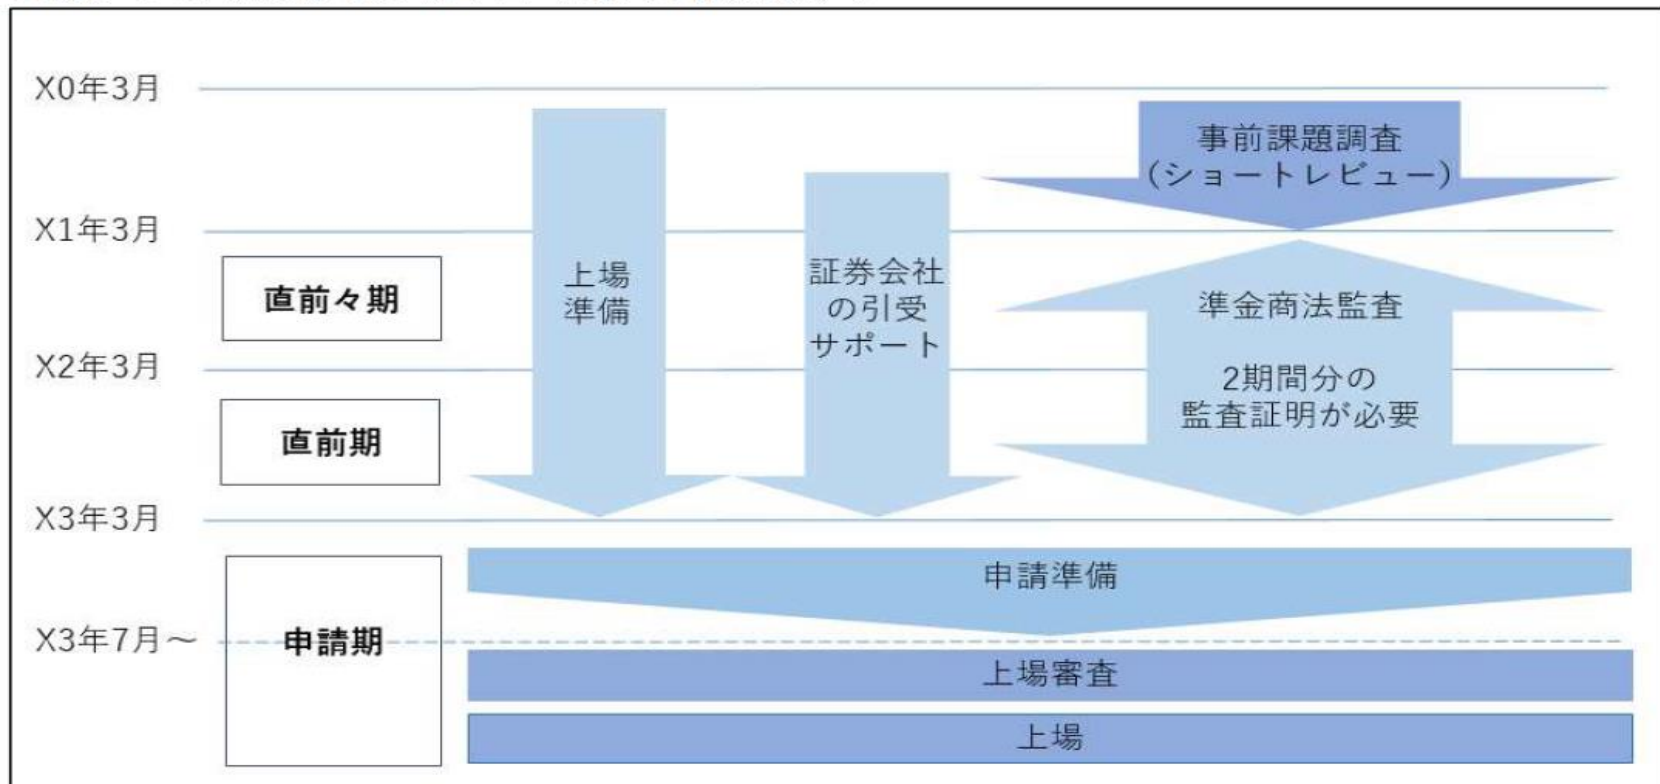 X0年3月
事前課題調査
（ショートレビュー）
X1年3月
直前々期
上場
準備
証券会社
の引受
サポート
準金商法監査
2期間分の
監査証明が必要
X2年3月
直前期
X3年3月
申請準備
X3年7月～
申請期
上場審査
上場